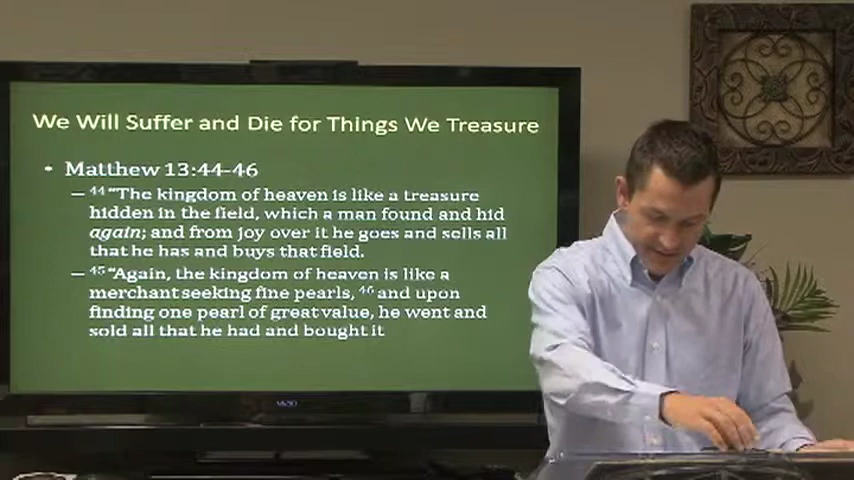 We Will Suffer and Die for Things We Treasure
• Matthew 13:44-46
– 44 "The kingdom of heaven is like a treasure
hidden in the field, which a man found and hid
again; and from joy over it he goes and sells all
that he has and buys that field.
– 45 "Again, the kingdom of heaven is like a
merchant seeking fine pearls, 46 and upon
finding one pearl of great value, he went and
sold all that he had and bought it